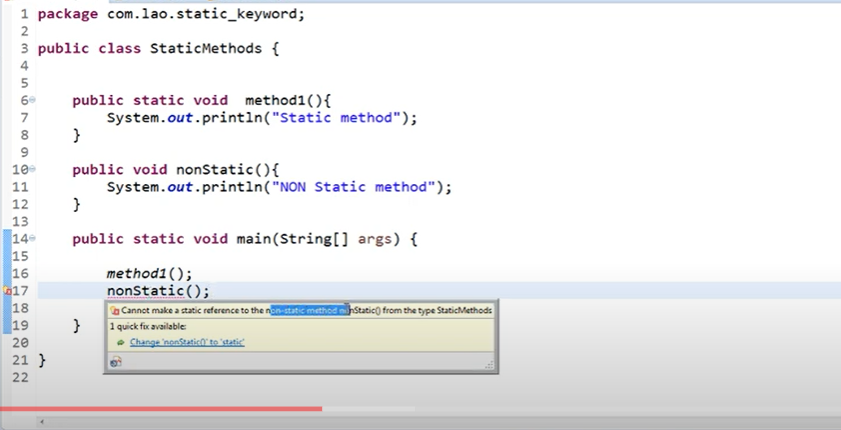 1 package com.lao.static_keyword;
2
3 public class StaticMethods {
4
5
6 public static void method1(){
7 System.out.println("Static method");
8 }
9
10 public void nonStatic(){
11 System.out.println("NON Static method");
12 }
13
14 public static void main(String[] args) {
15
16 method1();
17 nonStatic();
18 Cannot make a static reference to the non-static method nonStatic() from the type StaticMethods
19 } 1 quick fix available:
20 Change 'nonStatic()' to 'static'
21 }
22